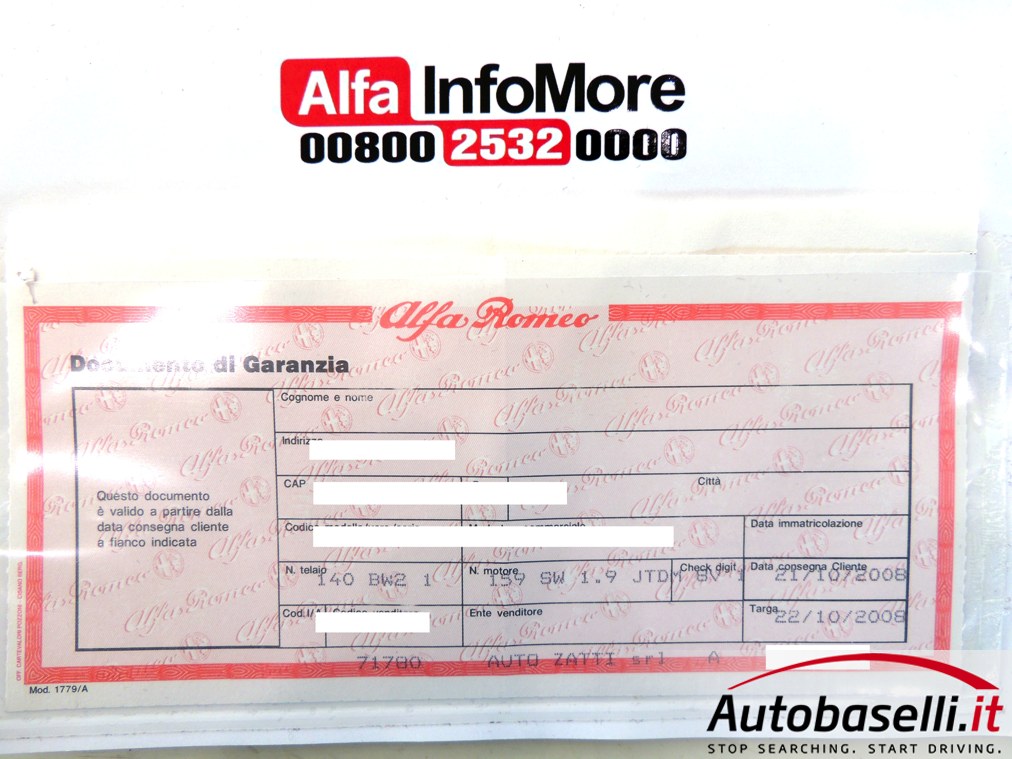 Alfa InfoMore
00800 2532 0000
Alfa Romeo
Documento di Garanzia
Cognome e nome
Indirizzo
CAP
Città
Questo documento
è valido a partire dalla
data consegna cliente
a fianco indicata
Data immatricolazione
N. telaio
N. motore
Check digit
Data consegna Cliente
140 BW2 1
159 SW 1.9 JTDM 8V 1
21/10/2008
Ente venditore
Targa
22/10/2008
71780
AUTO ZATTI srl
A
Mod. 1779/A
Autobaselli.it
STOP SEARCHING. START DRIVING.